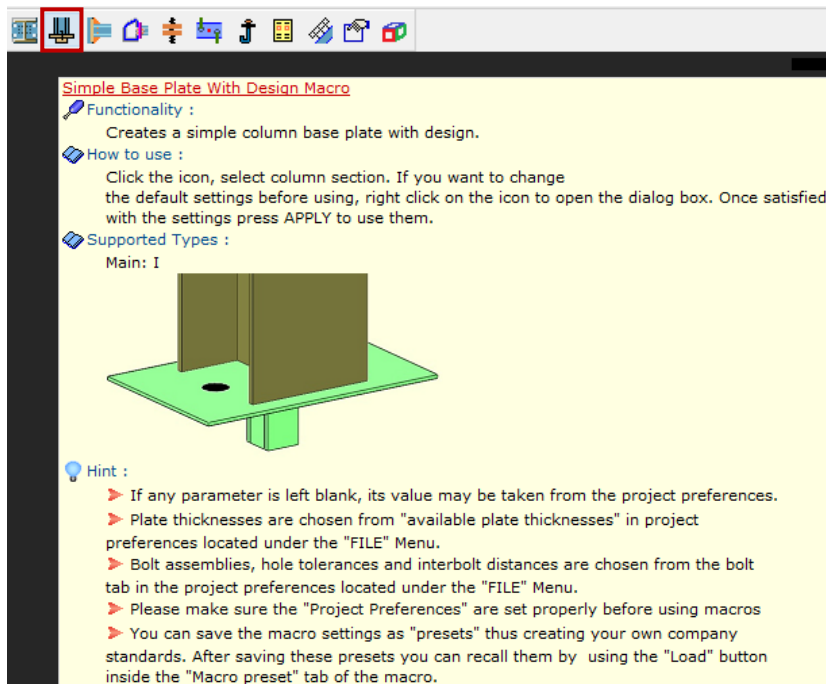 Simple Base Plate With Design Macro
Functionality :
Creates a simple column base plate with design.
How to use :
Click the icon, select column section. If you want to change
the default settings before using, right click on the icon to open the dialog box. Once satisfied
with the settings press APPLY to use them.
Supported Types :
Main: I
Hint :
If any parameter is left blank, its value may be taken from the project preferences.
Plate thicknesses are chosen from "available plate thicknesses" in project
preferences located under the "FILE" Menu.
Bolt assemblies, hole tolerances and interbolt distances are chosen from the bolt
tab in the project preferences located under the "FILE" Menu.
Please make sure the "Project Preferences" are set properly before using macros
You can save the macro settings as "presets" thus creating your own company
standards. After saving these presets you can recall them by using the "Load" button
inside the "Macro preset" tab of the macro.